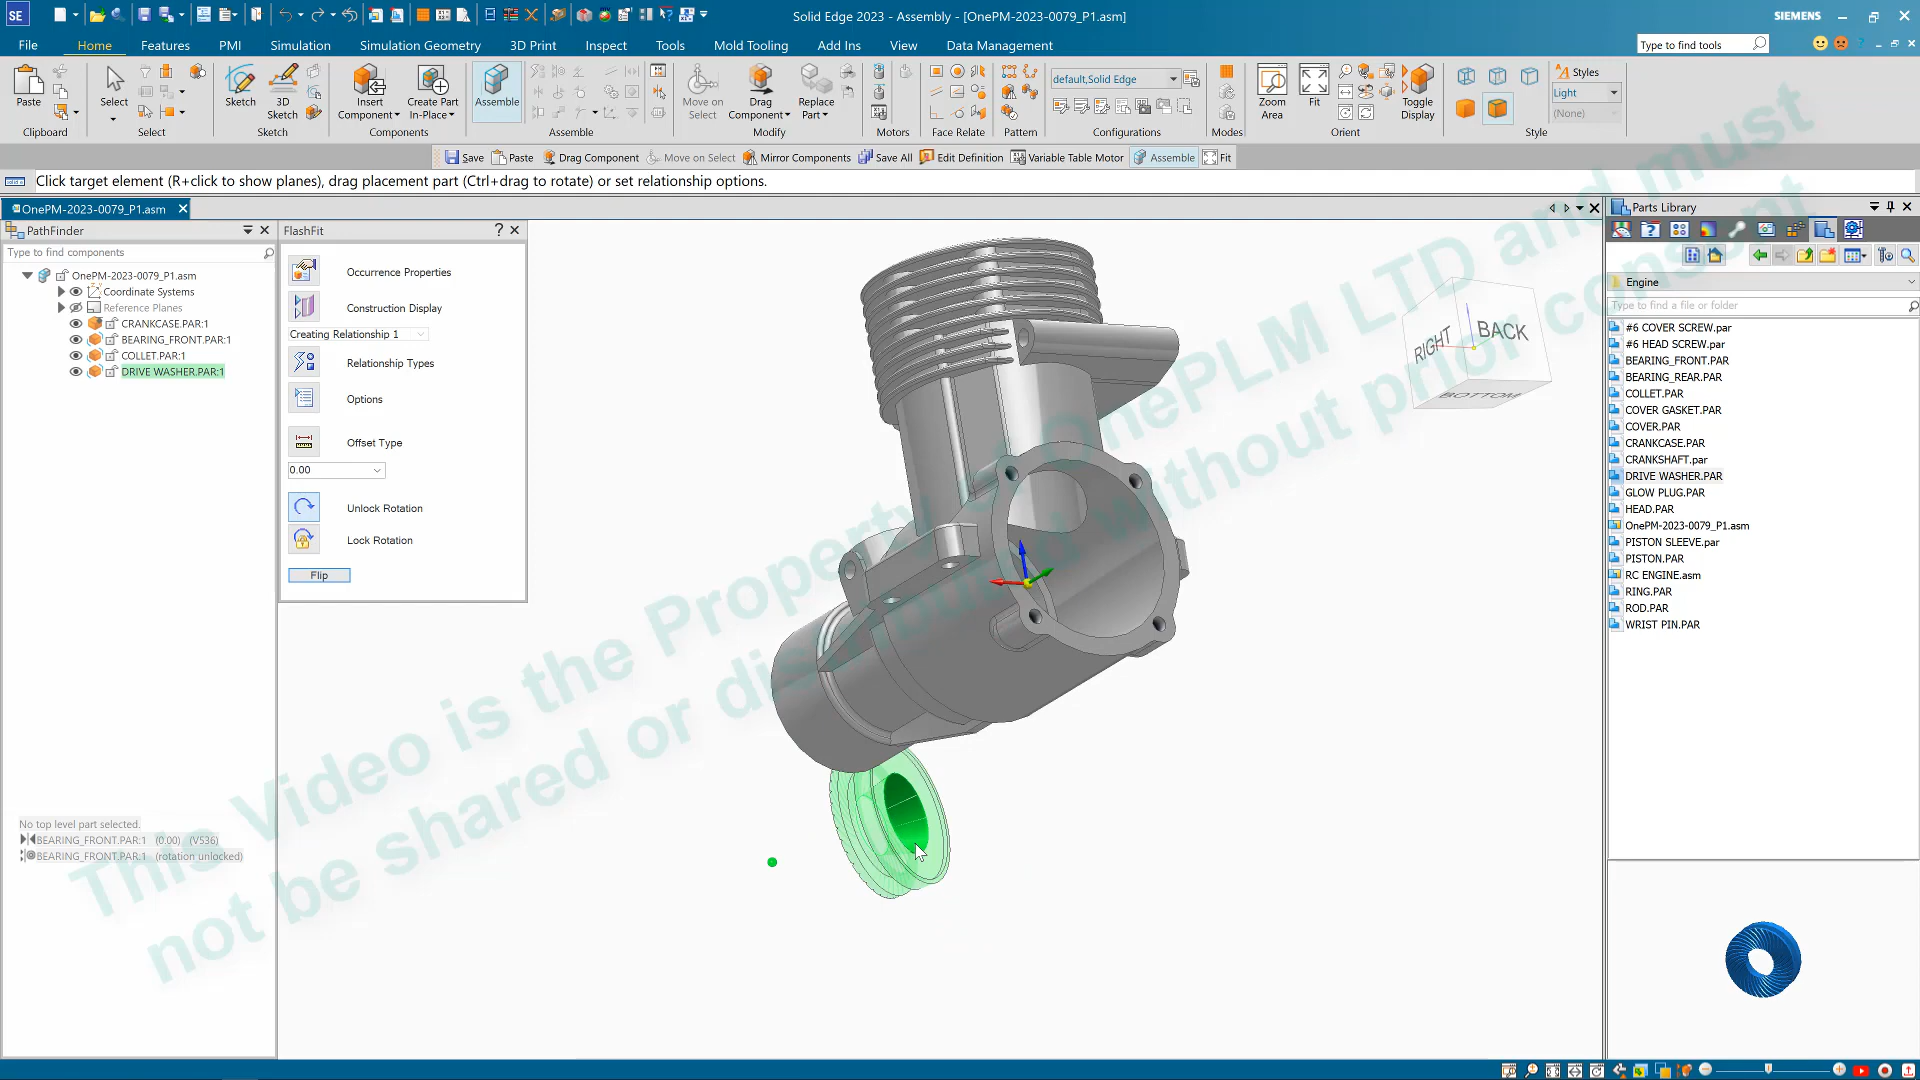 Solid Edge 2023 - Assembly - [OnePM-2023-0079_P1.asm]
SIEMENS
SE
File Home Features PMI Simulation Simulation Geometry 3D Print Inspect Tools Mold Tooling Add Ins View Data Management
Type to find tools
Paste
Select
Sketch
3D Sketch
Insert Component
Create Part In-Place
Assemble
Move on Select
Drag Component
Replace Part
default,Solid Edge
Zoom Area
Fit
Toggle Display
Styles
Light
(None)
Clipboard Select Sketch Components Assemble Modify Motors Face Relate Pattern Configurations Modes Orient Style
Save Paste Drag Component Move on Select Mirror Components Save All Edit Definition Variable Table Motor Assemble Fit
Click target element (R+click to show planes), drag placement part (Ctrl+drag to rotate) or set relationship options.
OnePM-2023-0079_P1.asm
PathFinder
Type to find components
OnePM-2023-0079_P1.asm
Coordinate Systems
Reference Planes
CRANKCASE.PAR:1
BEARING_FRONT.PAR:1
COLLET.PAR:1
DRIVE WASHER.PAR:1
No top level part selected.
BEARING_FRONT.PAR:1 (0.00) (V536)
BEARING_FRONT.PAR:1 (rotation unlocked)
FlashFit
?
Occurrence Properties
Construction Display
Creating Relationship 1
Relationship Types
Options
Offset Type
0.00
Unlock Rotation
Lock Rotation
Flip
RIGHT
BACK
BOTTOM
This Video is the Property of OnePLM LTD and must
not be shared or distributed without prior consent
Parts Library
Engine
Type to find a file or folder
#6 COVER SCREW.par
#6 HEAD SCREW.par
BEARING_FRONT.PAR
BEARING_REAR.PAR
COLLET.PAR
COVER GASKET.PAR
COVER.PAR
CRANKCASE.PAR
CRANKSHAFT.par
DRIVE WASHER.PAR
GLOW PLUG.PAR
HEAD.PAR
OnePM-2023-0079_P1.asm
PISTON SLEEVE.par
PISTON.PAR
RC ENGINE.asm
RING.PAR
ROD.PAR
WRIST PIN.PAR